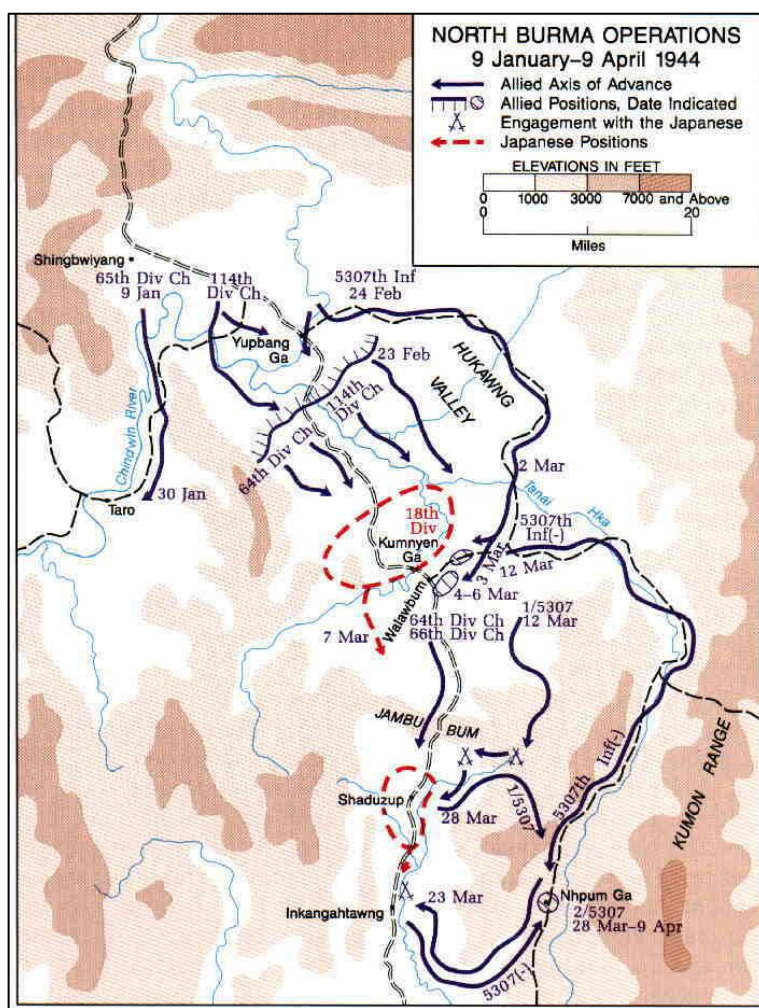 NORTH BURMA OPERATIONS
9 January–9 April 1944
Allied Axis of Advance
Allied Positions, Date Indicated
Engagement with the Japanese
Japanese Positions
ELEVATIONS IN FEET
0 1000 3000 7000 and Above
0 20
Miles
Shingbwiyang
65th Div Ch
9 Jan
114th
Div Ch
5307th Inf
24 Feb
Yupbang
Ga
23 Feb
HUKAWNG
VALLEY
114th
Div Ch
64th Div Ch
Chindwin River
Taro
30 Jan
2 Mar
Tanai Hka
18th
Div
Kumnyen
Ga
5307th
Inf(-)
3 Mar
12 Mar
Walawbum
4–6 Mar
7 Mar
64th Div Ch
66th Div Ch
1/5307
12 Mar
JAMBU BUM
Shaduzup
28 Mar
1/5307
5307th Inf(-)
KUMON RANGE
Inkangahtawng
23 Mar
Nhpum Ga
2/5307
28 Mar–9 Apr
5307(-)